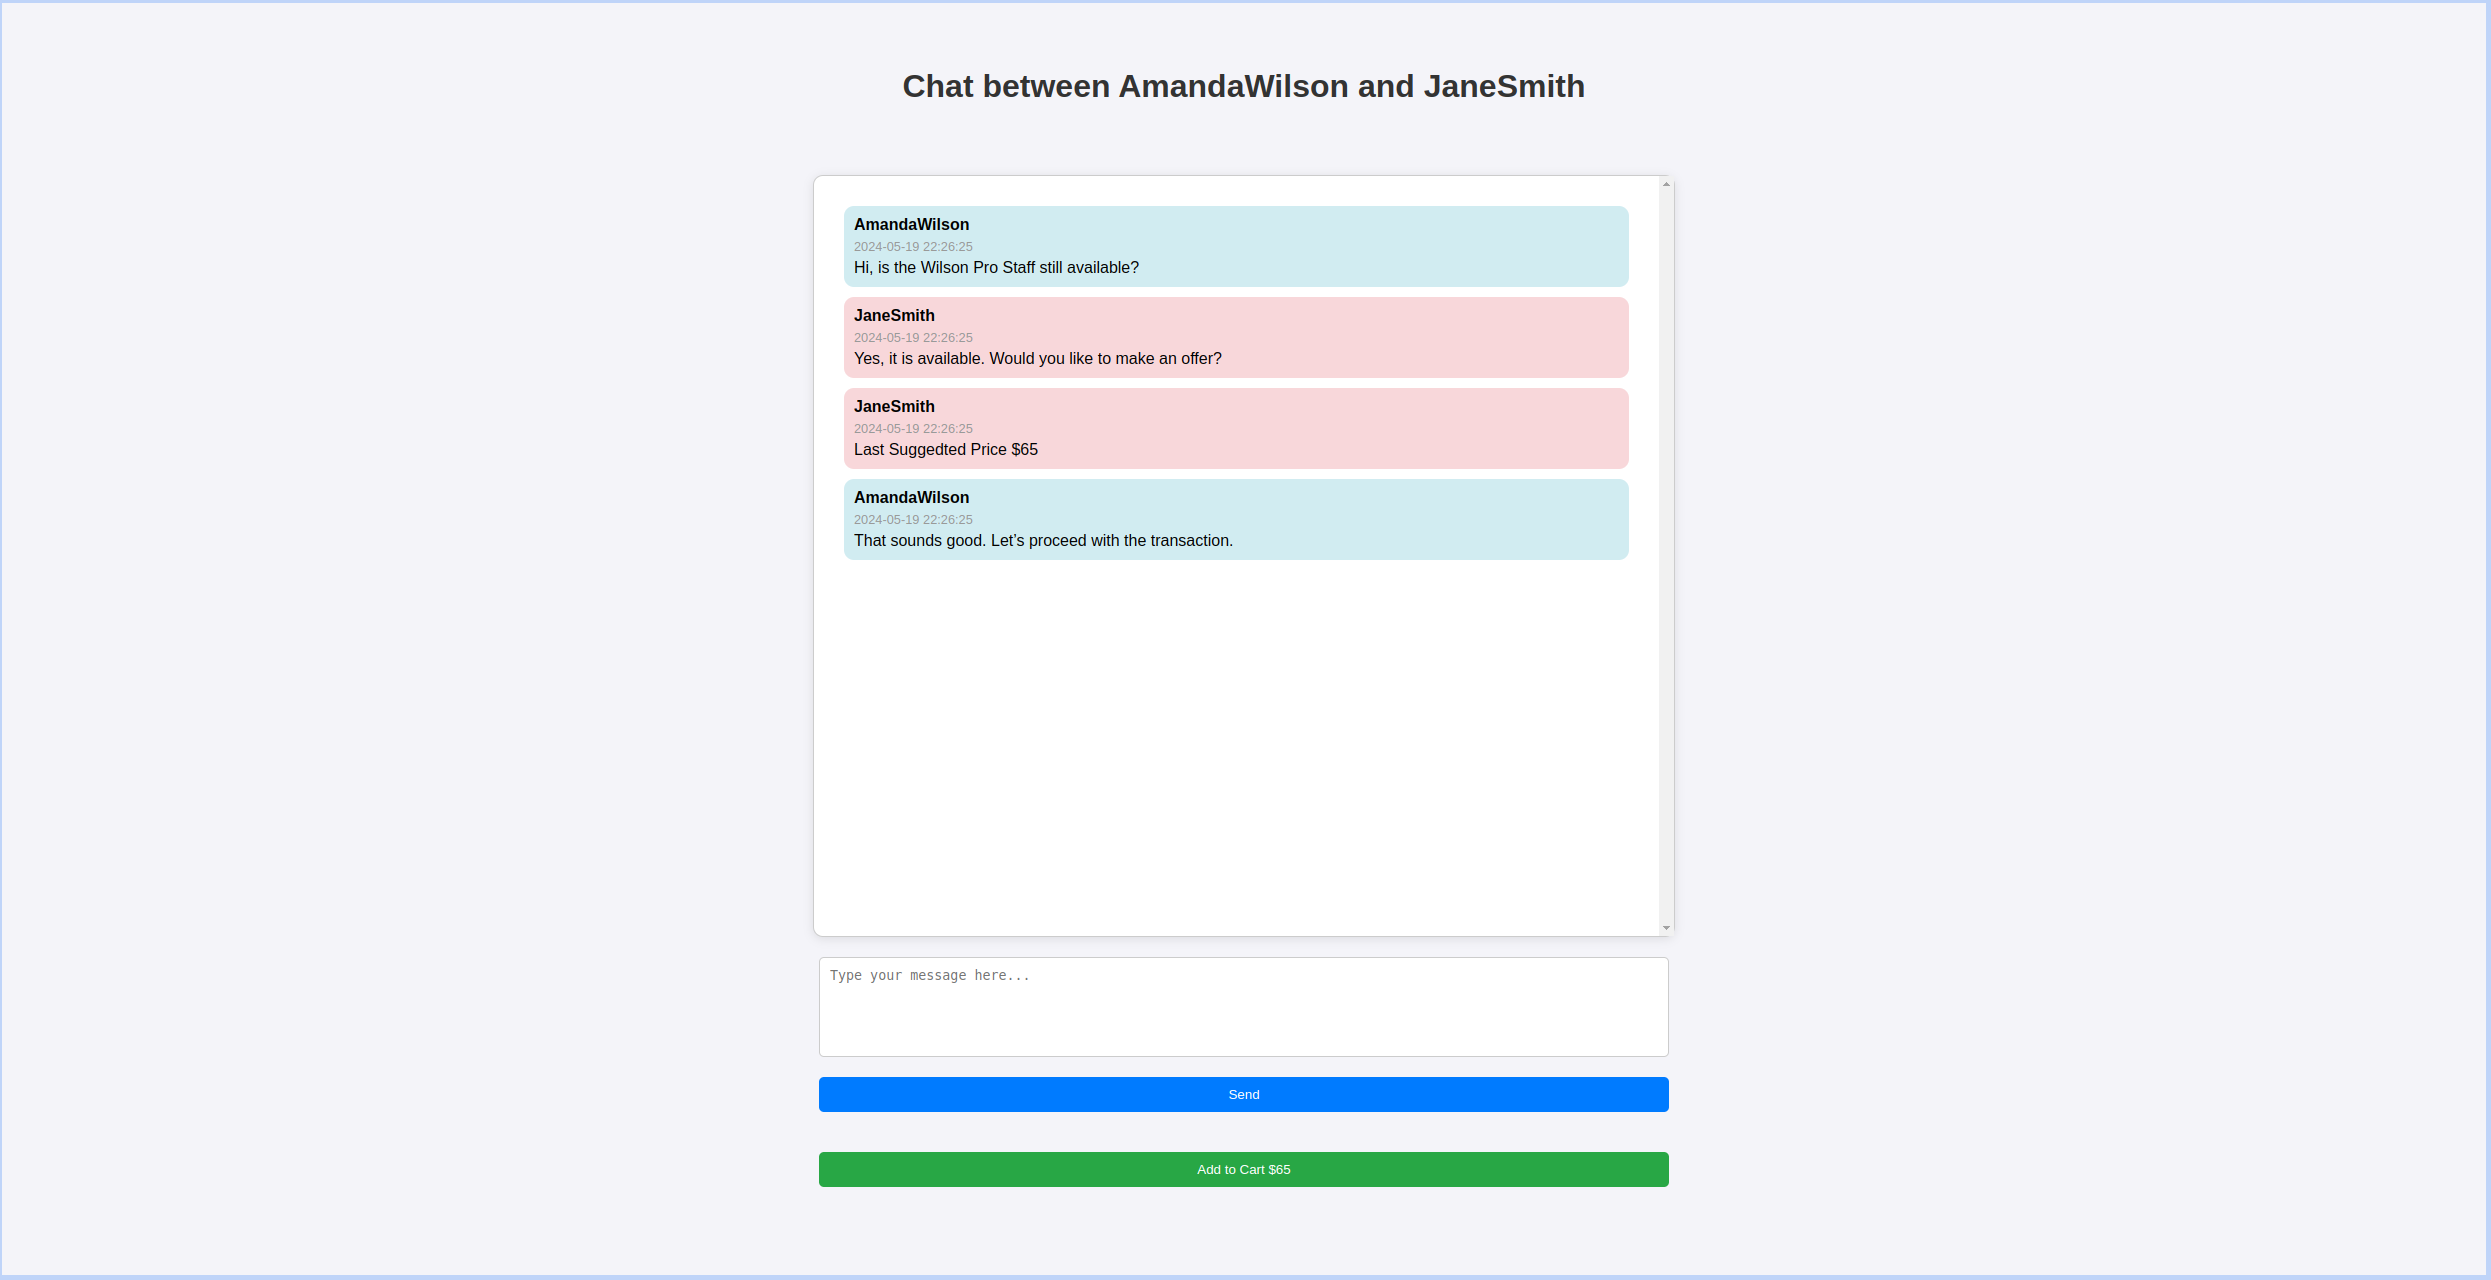 Chat between AmandaWilson and JaneSmith
AmandaWilson
2024-05-19 22:26:25
Hi, is the Wilson Pro Staff still available?
JaneSmith
2024-05-19 22:26:25
Yes, it is available. Would you like to make an offer?
JaneSmith
2024-05-19 22:26:25
Last Suggedted Price $65
AmandaWilson
2024-05-19 22:26:25
That sounds good. Let’s proceed with the transaction.
Type your message here...
Send
Add to Cart $65